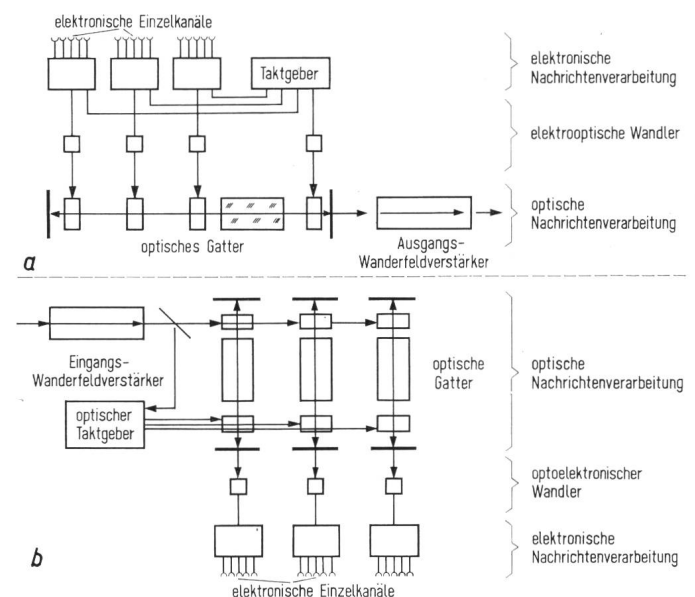 elektronische Einzelkanäle
Taktgeber
elektronische
Nachrichtenverarbeitung
elektrooptische Wandler
optische
Nachrichtenverarbeitung
optisches Gatter
Ausgangs-
Wanderfeldverstärker
a
Eingangs-
Wanderfeldverstärker
optische
Gatter
optische
Nachrichtenverarbeitung
optischer
Taktgeber
optoelektronischer
Wandler
elektronische
Nachrichtenverarbeitung
b
elektronische Einzelkanäle